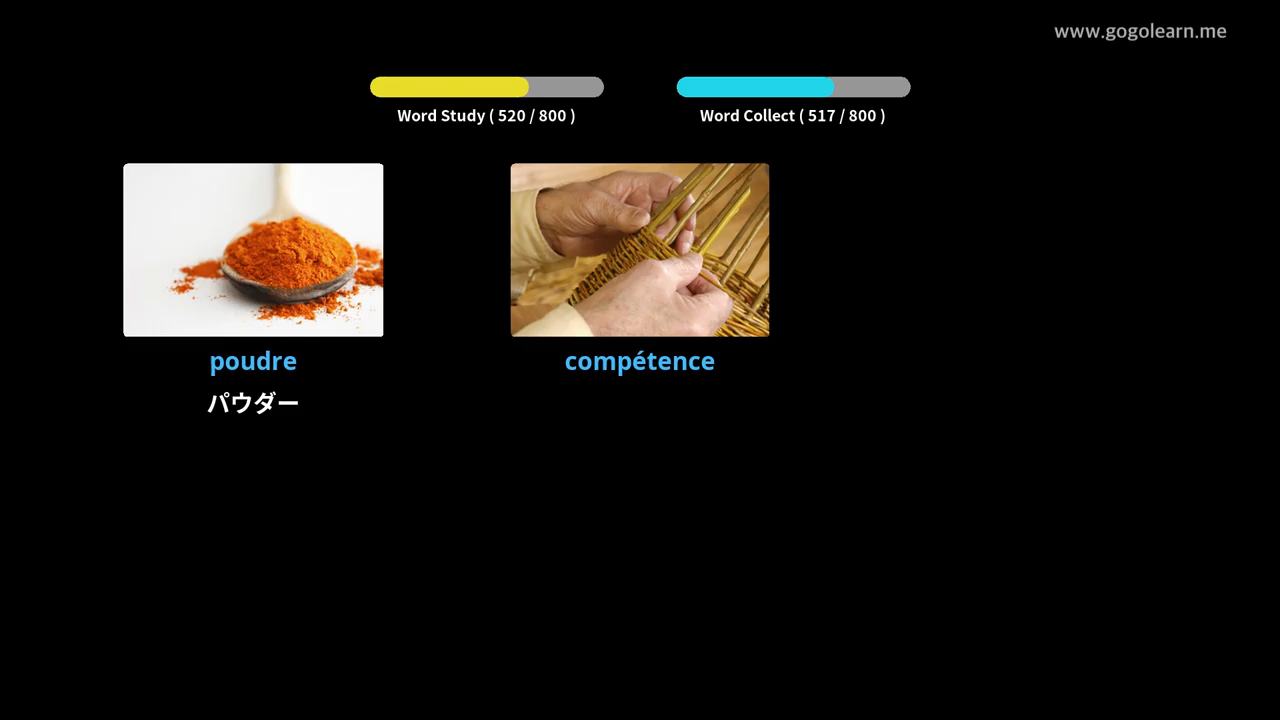 www.gogolearn.me
Word Study ( 520 / 800 )
Word Collect ( 517 / 800 )
poudre
compétence
パウダー